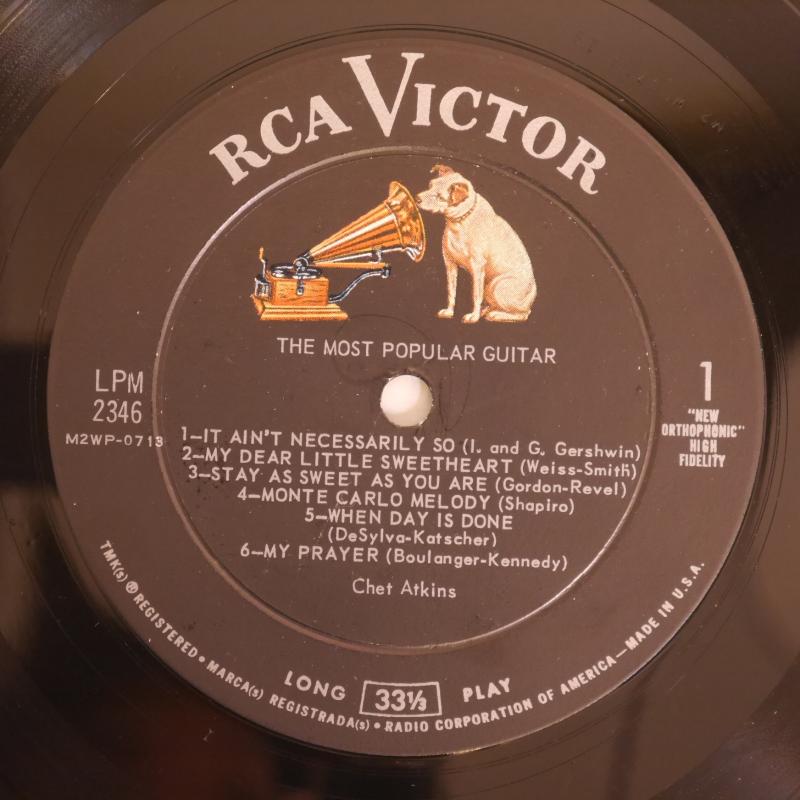 RCA VICTOR
THE MOST POPULAR GUITAR
LPM
2346
M2WP-0713
1
"NEW
ORTHOPHONIC"
HIGH
FIDELITY
1—IT AIN'T NECESSARILY SO (I. and G. Gershwin)
2—MY DEAR LITTLE SWEETHEART (Weiss-Smith)
3—STAY AS SWEET AS YOU ARE (Gordon-Revel)
4—MONTE CARLO MELODY (Shapiro)
5—WHEN DAY IS DONE
(DeSylva-Katscher)
6—MY PRAYER (Boulanger-Kennedy)
Chet Atkins
LONG 33⅓ PLAY
TMK(s) ® REGISTERED • MARCA(s) REGISTRADA(s) • RADIO CORPORATION OF AMERICA—MADE IN U.S.A.